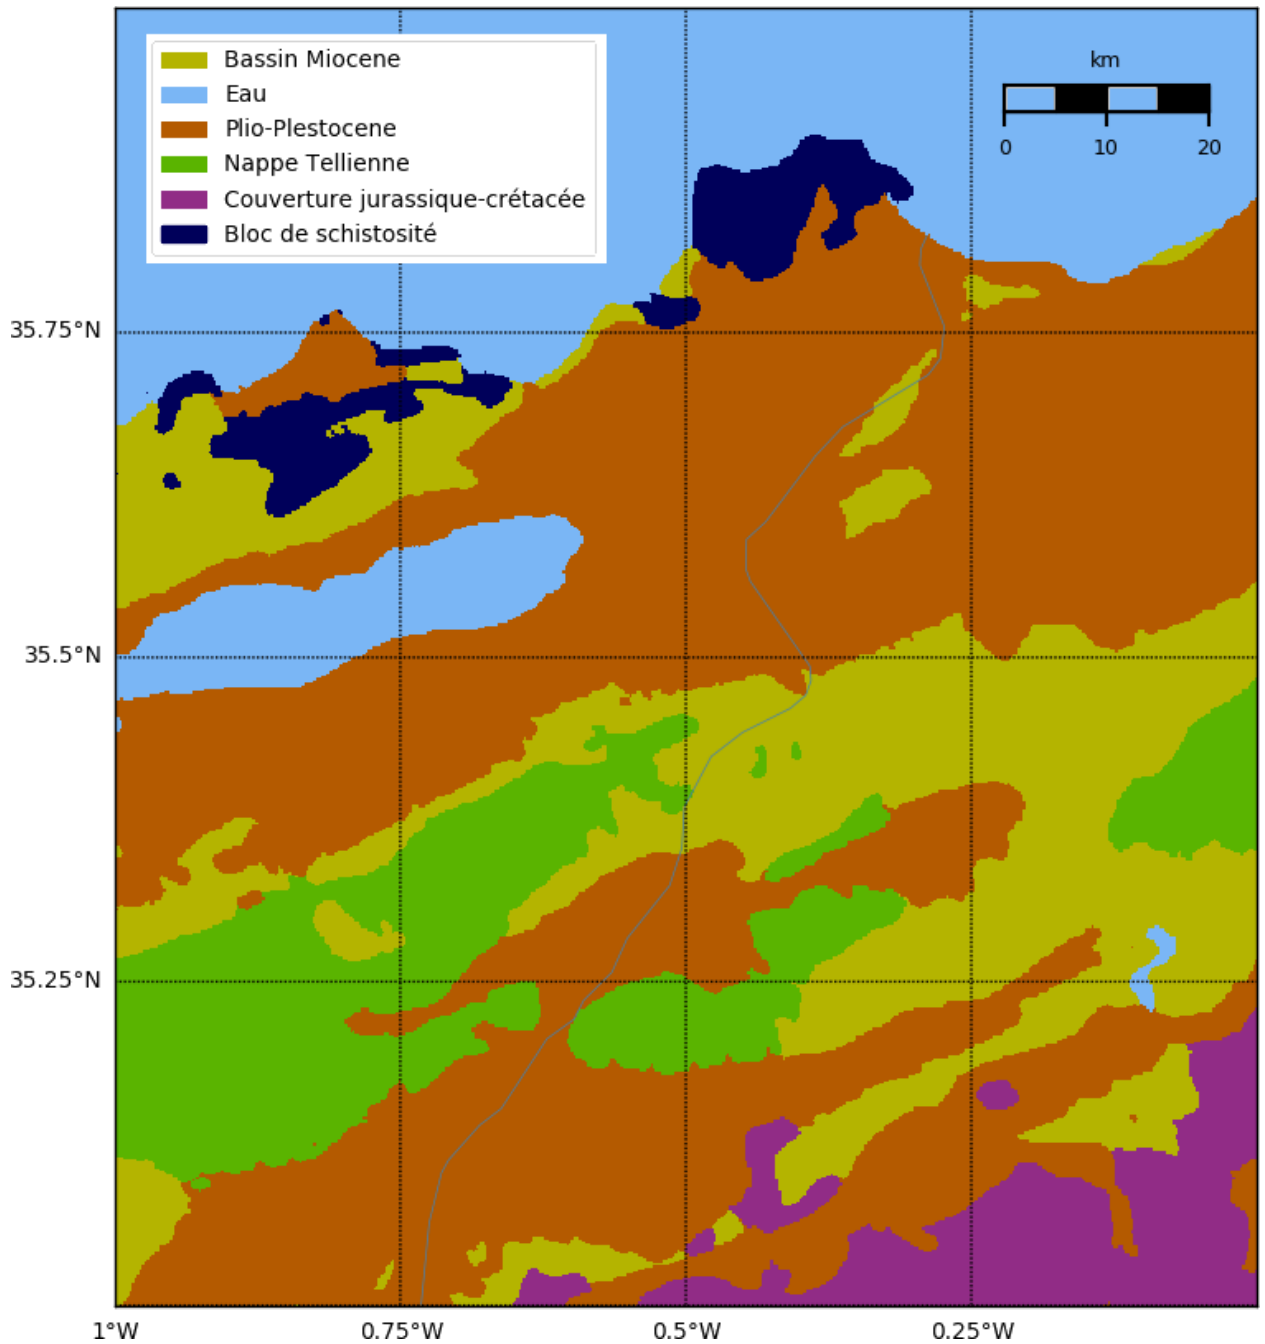 Bassin Miocene
Eau
Plio-Plestocene
Nappe Tellienne
Couverture jurassique-crétacée
Bloc de schistosité
km
0 10 20
35.75°N
35.5°N
35.25°N
1°W 0.75°W 0.5°W 0.25°W